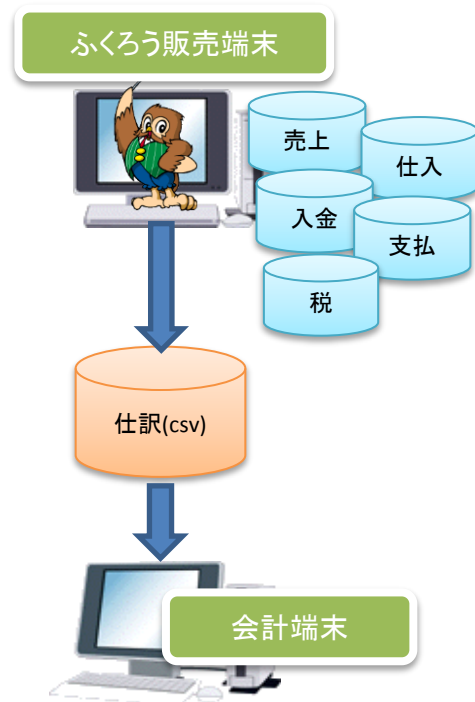 ふくろう販売端末
売上
仕入
入金
支払
税
仕訳(csv)
会計端末